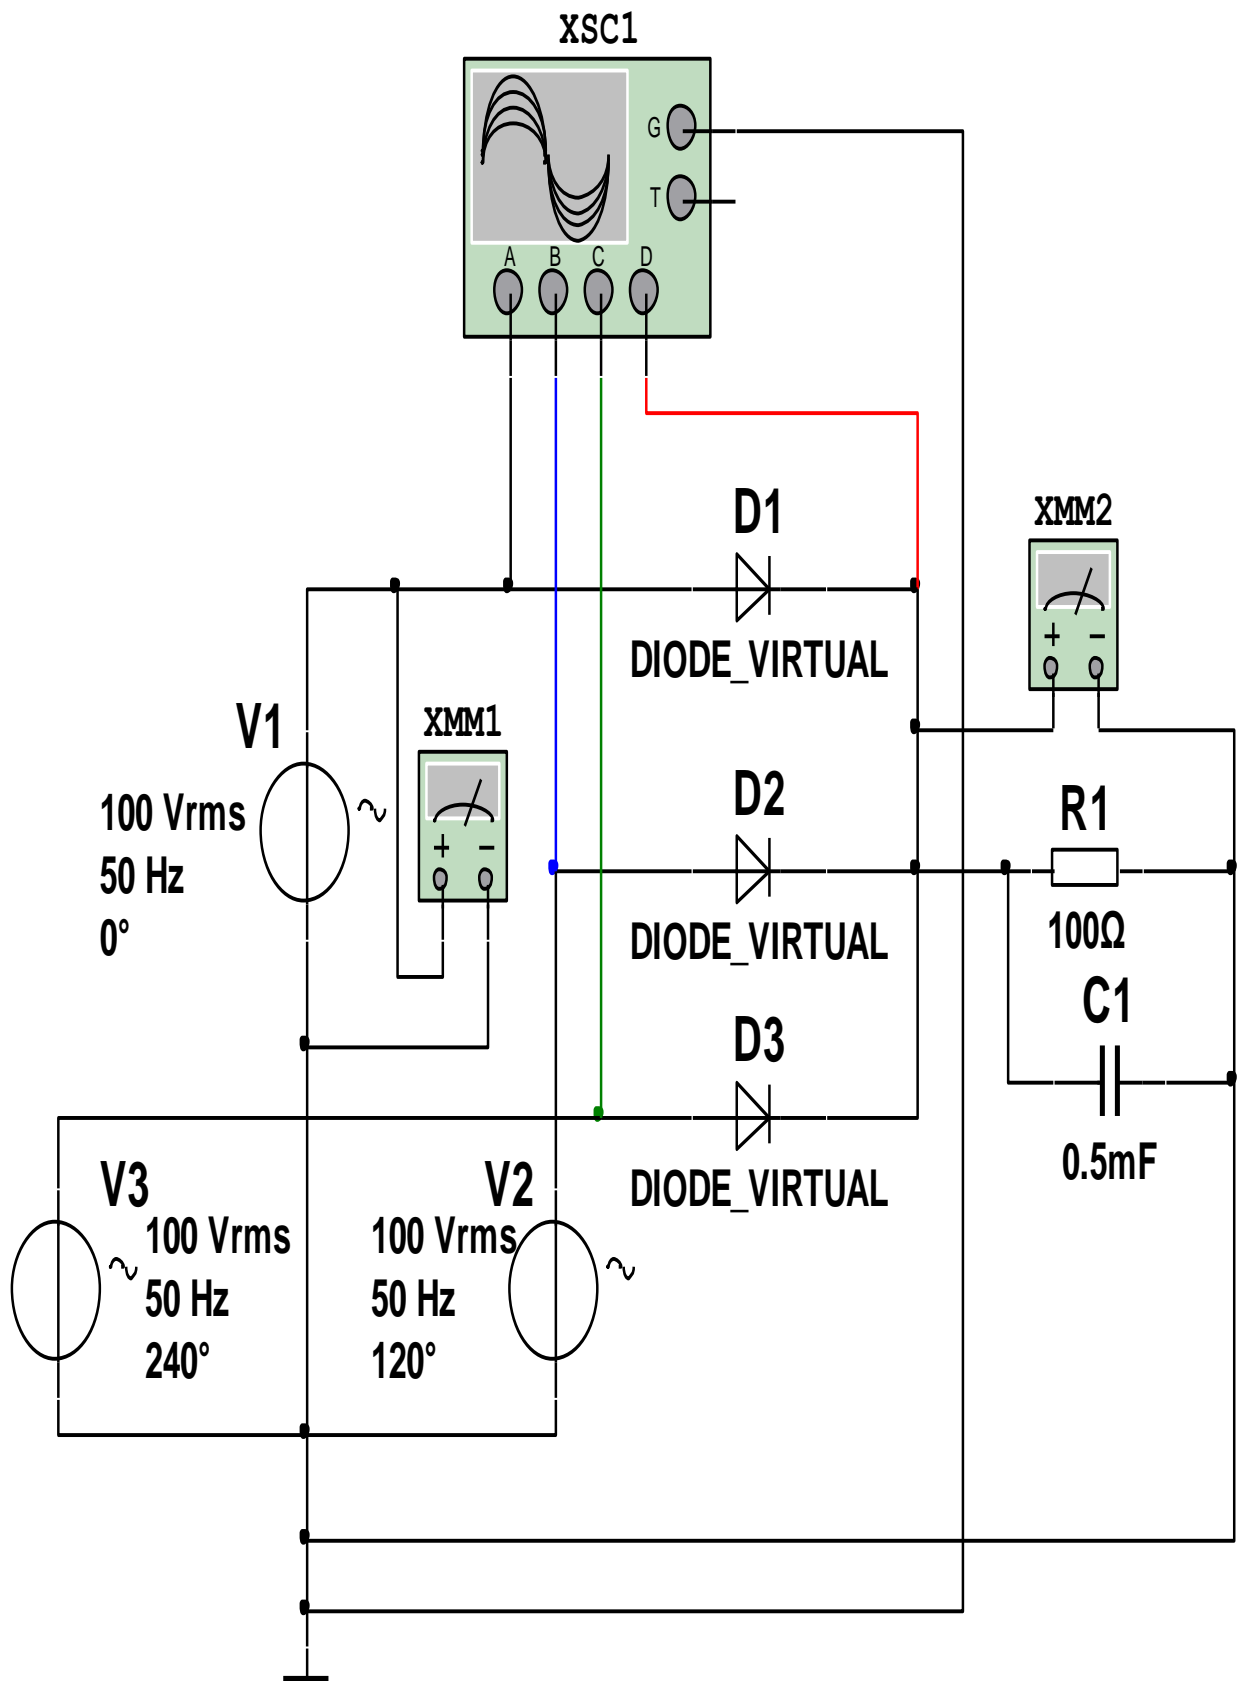 XSC1
G
T
A B C D
D1
DIODE_VIRTUAL
XMM2
+ −
V1
100 Vrms
50 Hz
0°
XMM1
+ −
D2
DIODE_VIRTUAL
R1
100Ω
C1
0.5mF
D3
DIODE_VIRTUAL
V3
100 Vrms
50 Hz
240°
V2
100 Vrms
50 Hz
120°